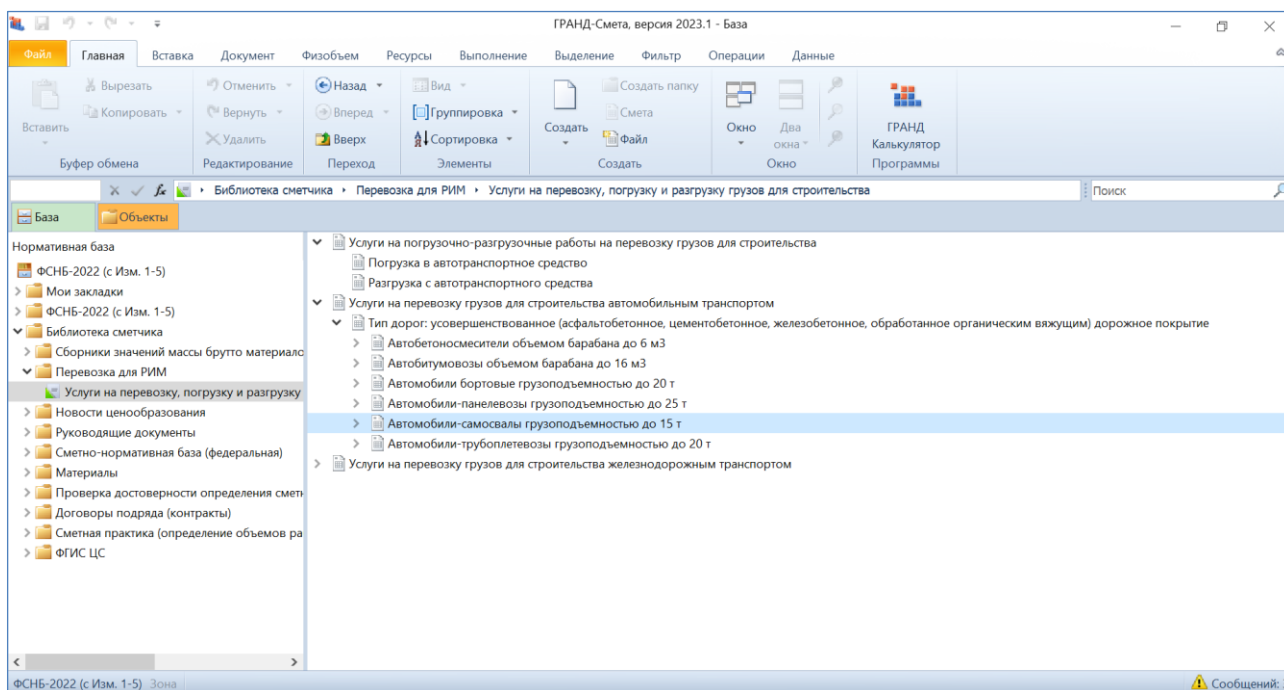 ГРАНД-Смета, версия 2023.1 - База
Файл Главная Вставка Документ Физобъем Ресурсы Выполнение Выделение Фильтр Операции Данные
Вырезать Отменить Назад Вид Создать папку
Копировать Вернуть Вперед Группировка Смета
Вставить Удалить Вверх Сортировка Создать Файл Окно Два окна ГРАНД Калькулятор
Буфер обмена Редактирование Переход Элементы Создать Окно Программы
fx Библиотека сметчика Перевозка для РИМ Услуги на перевозку, погрузку и разгрузку грузов для строительства Поиск
База Объекты
Нормативная база
ФСНБ-2022 (с Изм. 1-5)
Мои закладки
ФСНБ-2022 (с Изм. 1-5)
Библиотека сметчика
Сборники значений массы брутто материало
Перевозка для РИМ
Услуги на перевозку, погрузку и разгрузку
Новости ценообразования
Руководящие документы
Сметно-нормативная база (федеральная)
Материалы
Проверка достоверности определения смет
Договоры подряда (контракты)
Сметная практика (определение объемов ра
ФГИС ЦС
Услуги на погрузочно-разгрузочные работы на перевозку грузов для строительства
Погрузка в автотранспортное средство
Разгрузка с автотранспортного средства
Услуги на перевозку грузов для строительства автомобильным транспортом
Тип дорог: усовершенствованное (асфальтобетонное, цементобетонное, железобетонное, обработанное органическим вяжущим) дорожное покрытие
Автобетоносмесители объемом барабана до 6 м3
Автобитумовозы объемом барабана до 16 м3
Автомобили бортовые грузоподъемностью до 20 т
Автомобили-панелевозы грузоподъемностью до 25 т
Автомобили-самосвалы грузоподъемностью до 15 т
Автомобили-трубоплетевозы грузоподъемностью до 20 т
Услуги на перевозку грузов для строительства железнодорожным транспортом
ФСНБ-2022 (с Изм. 1-5) Зона Сообщений: